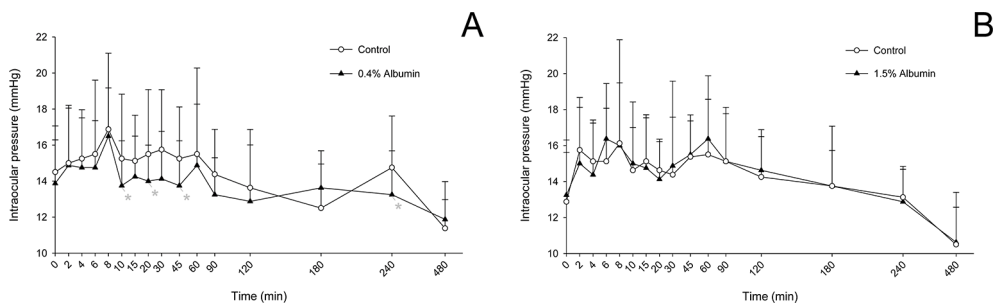 A
Intraocular pressure (mmHg)
22
20
18
16
14
12
10
Control
0.4% Albumin
*
*
*
*
0 2 4 6 8 10 15 20 30 45 60 90 120 180 240 480
Time (min)
B
Intraocular pressure (mmHg)
22
20
18
16
14
12
10
Control
1.5% Albumin
0 2 4 6 8 10 15 20 30 45 60 90 120 180 240 480
Time (min)